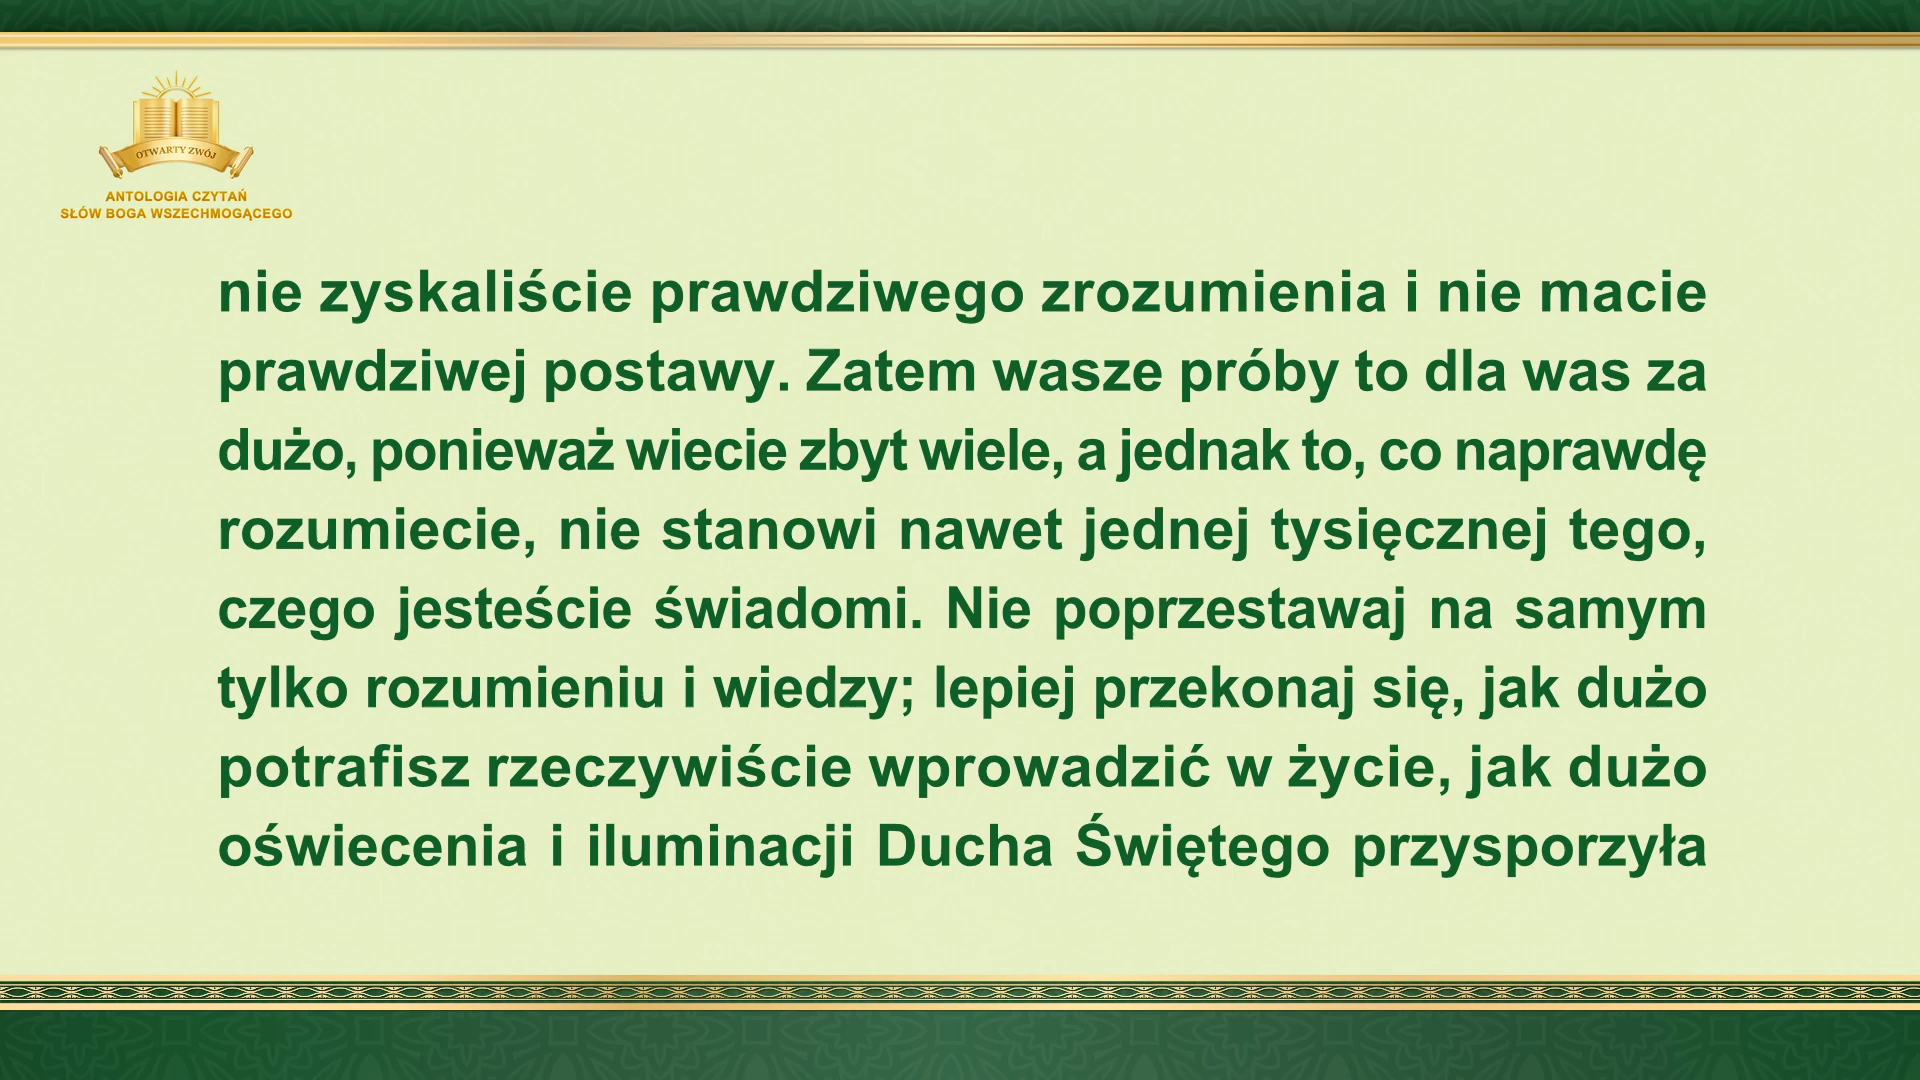 OTWARTY ZWÓJ
ANTOLOGIA CZYTAŃ
SŁÓW BOGA WSZECHMOGĄCEGO
nie zyskaliście prawdziwego zrozumienia i nie macie
prawdziwej postawy. Zatem wasze próby to dla was za
dużo, ponieważ wiecie zbyt wiele, a jednak to, co naprawdę
rozumiecie, nie stanowi nawet jednej tysięcznej tego,
czego jesteście świadomi. Nie poprzestawaj na samym
tylko rozumieniu i wiedzy; lepiej przekonaj się, jak dużo
potrafisz rzeczywiście wprowadzić w życie, jak dużo
oświecenia i iluminacji Ducha Świętego przysporzyła